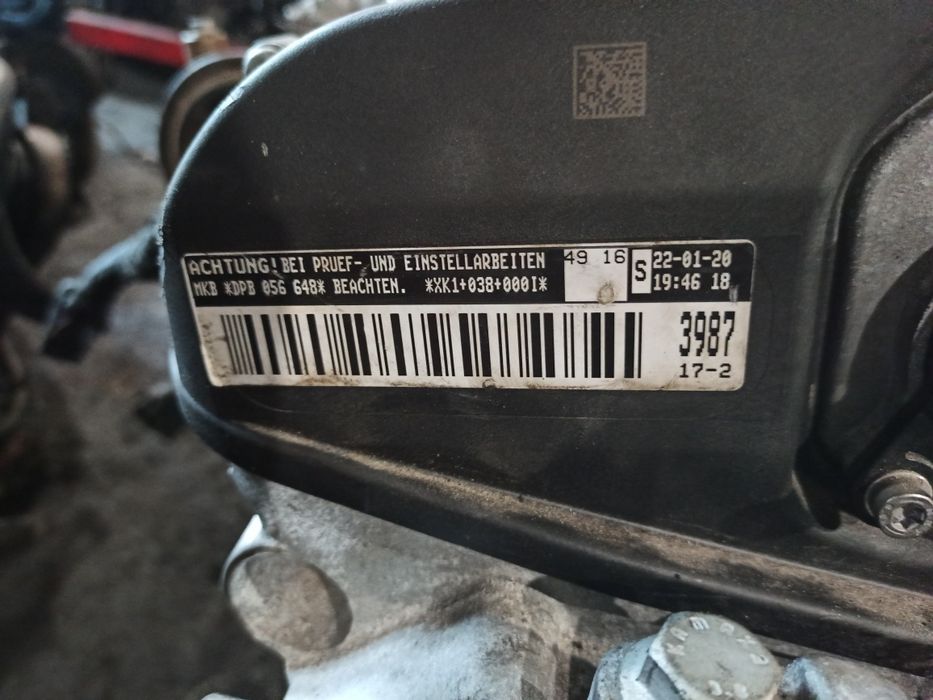 ACHTUNG! BEI PRUEF- UND EINSTELLARBEITEN
MKB *DPB 056 648* BEACHTEN. *XK1+038+000I*
49 16
S
22-01-20
19:46 18
3987
17-2
KAMAX